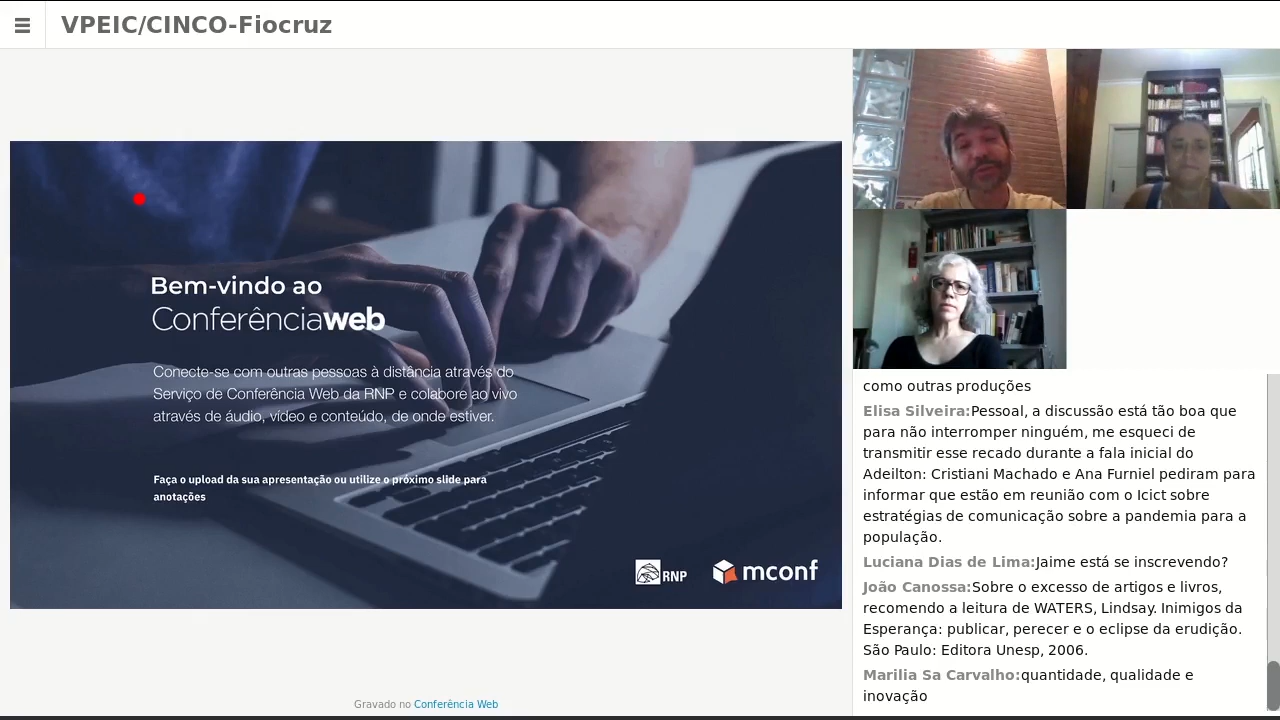 VPEIC/CINCO-Fiocruz
Bem-vindo ao
Conferênciaweb
Conecte-se com outras pessoas à distância através do
Serviço de Conferência Web da RNP e colabore ao vivo
através de áudio, vídeo e conteúdo, de onde estiver.
Faça o upload da sua apresentação ou utilize o próximo slide para
anotações
RNP
mconf
Gravado no Conferência Web
como outras produções
Elisa Silveira:Pessoal, a discussão está tão boa que
para não interromper ninguém, me esqueci de
transmitir esse recado durante a fala inicial do
Adeilton: Cristiani Machado e Ana Furniel pediram para
informar que estão em reunião com o Icict sobre
estratégias de comunicação sobre a pandemia para a
população.
Luciana Dias de Lima:Jaime está se inscrevendo?
João Canossa:Sobre o excesso de artigos e livros,
recomendo a leitura de WATERS, Lindsay. Inimigos da
Esperança: publicar, perecer e o eclipse da erudição.
São Paulo: Editora Unesp, 2006.
Marilia Sa Carvalho:quantidade, qualidade e
inovação